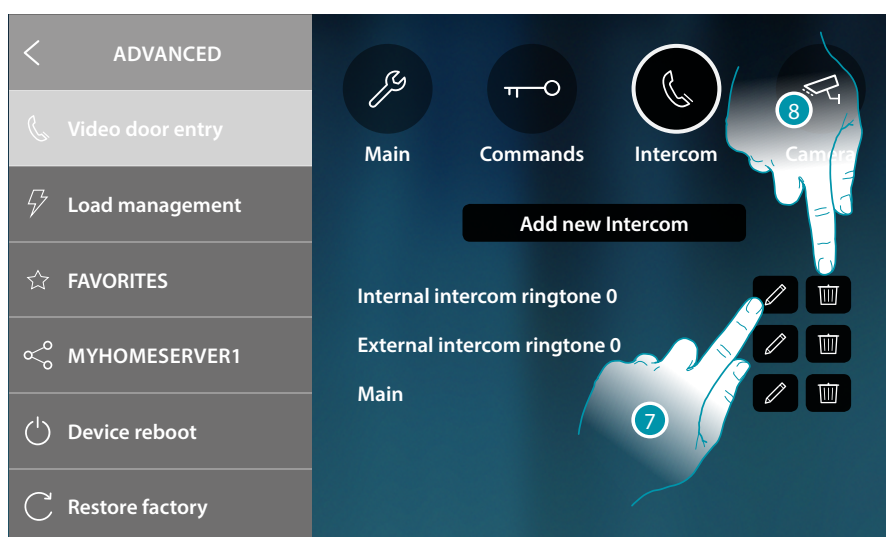 ADVANCED
Video door entry
Load management
FAVORITES
MYHOMESERVER1
Device reboot
Restore factory
Main
Commands
Intercom
Camera
8
Add new Intercom
Internal intercom ringtone 0
External intercom ringtone 0
Main
7